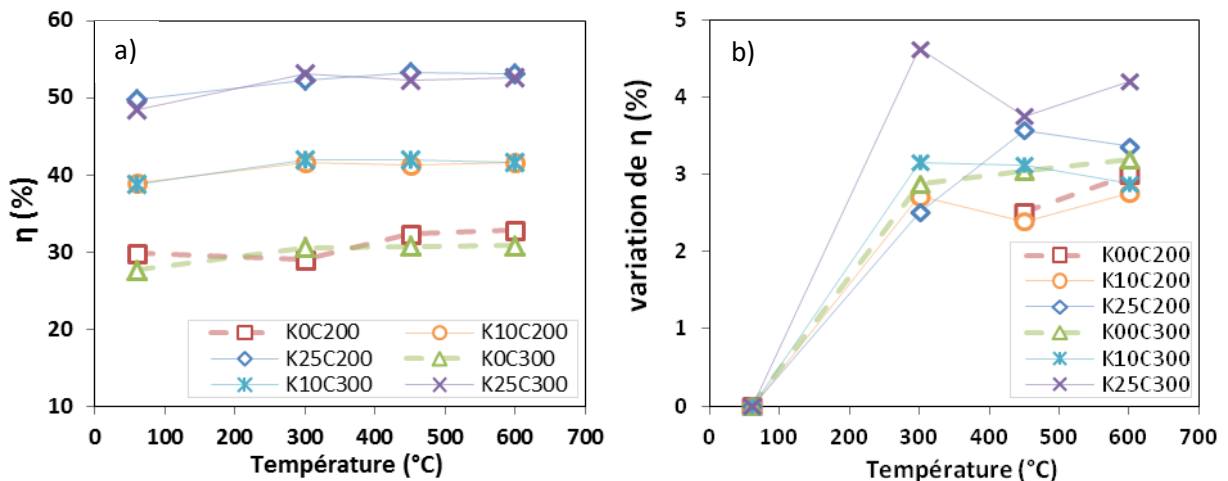 a)
60
50
40
30
20
10
η (%)
K0C200
K10C200
K25C200
K0C300
K10C300
K25C300
0
100
200
300
400
500
600
700
Température (°C)
b)
5
4
3
2
1
0
variation de η (%)
K00C200
K10C200
K25C200
K00C300
K10C300
K25C300
0
100
200
300
400
500
600
700
Température (°C)